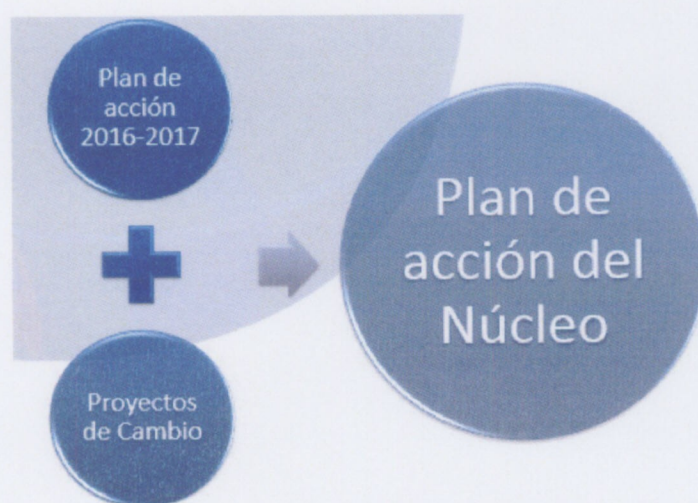 Plan de
acción
2016-2017
Proyectos
de Cambio
Plan de
acción del
Núcleo